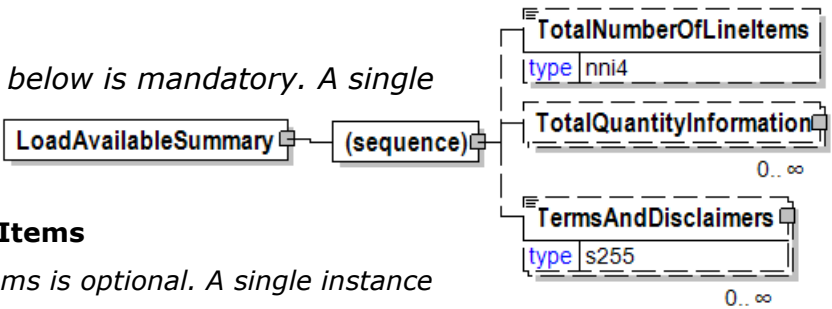 TotalNumberOfLineItems
type nni4
below is mandatory. A single
TotalQuantityInformation
LoadAvailableSummary
(sequence)
0.. ∞
TermsAndDisclaimers
Items
type s255
ms is optional. A single instance
0.. ∞